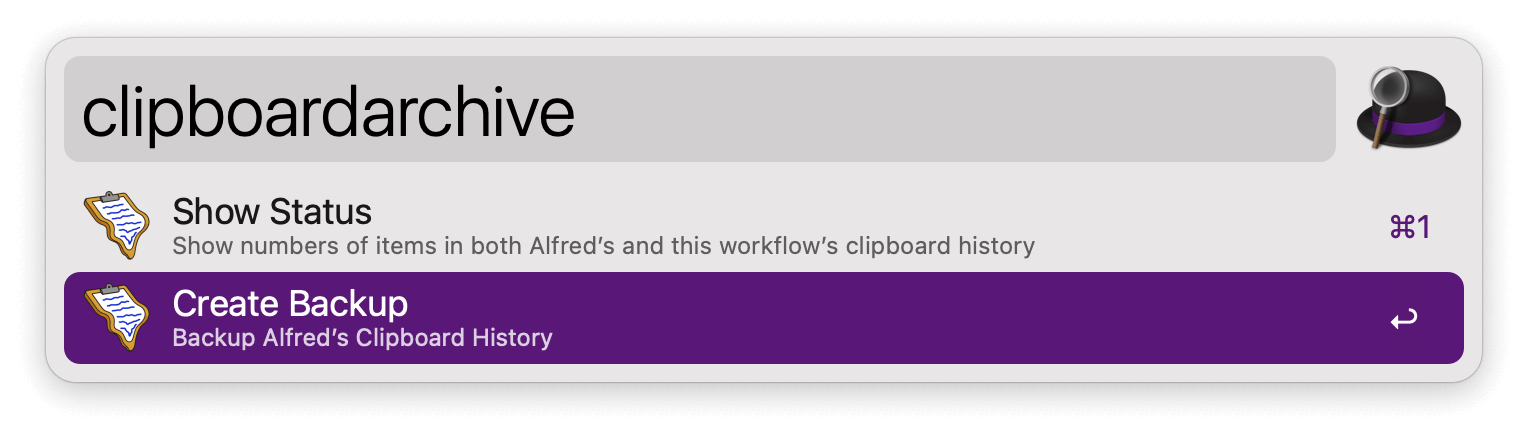 clipboardarchive
Show Status
Show numbers of items in both Alfred’s and this workflow’s clipboard history
⌘1
Create Backup
Backup Alfred’s Clipboard History